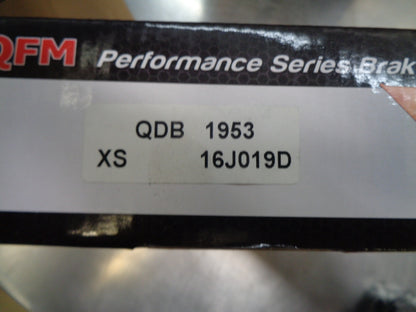 QFM Performance Series Brak
QDB 1953
XS 16J019D